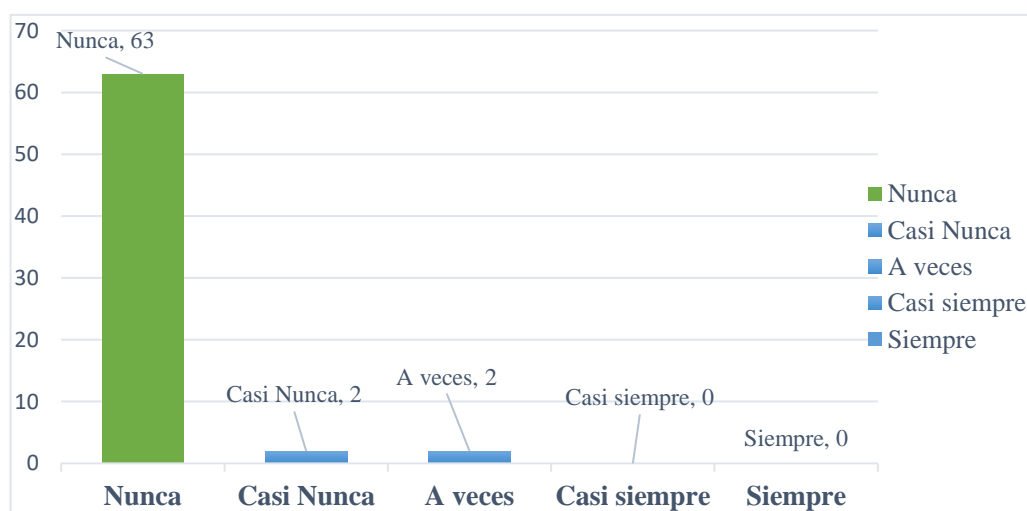 70
Nunca, 63
60
50
40
30
20
10
0
Casi Nunca, 2
A veces, 2
Casi siempre, 0
Siempre, 0
Nunca
Casi Nunca
A veces
Casi siempre
Siempre
Nunca
Casi Nunca
A veces
Casi siempre
Siempre